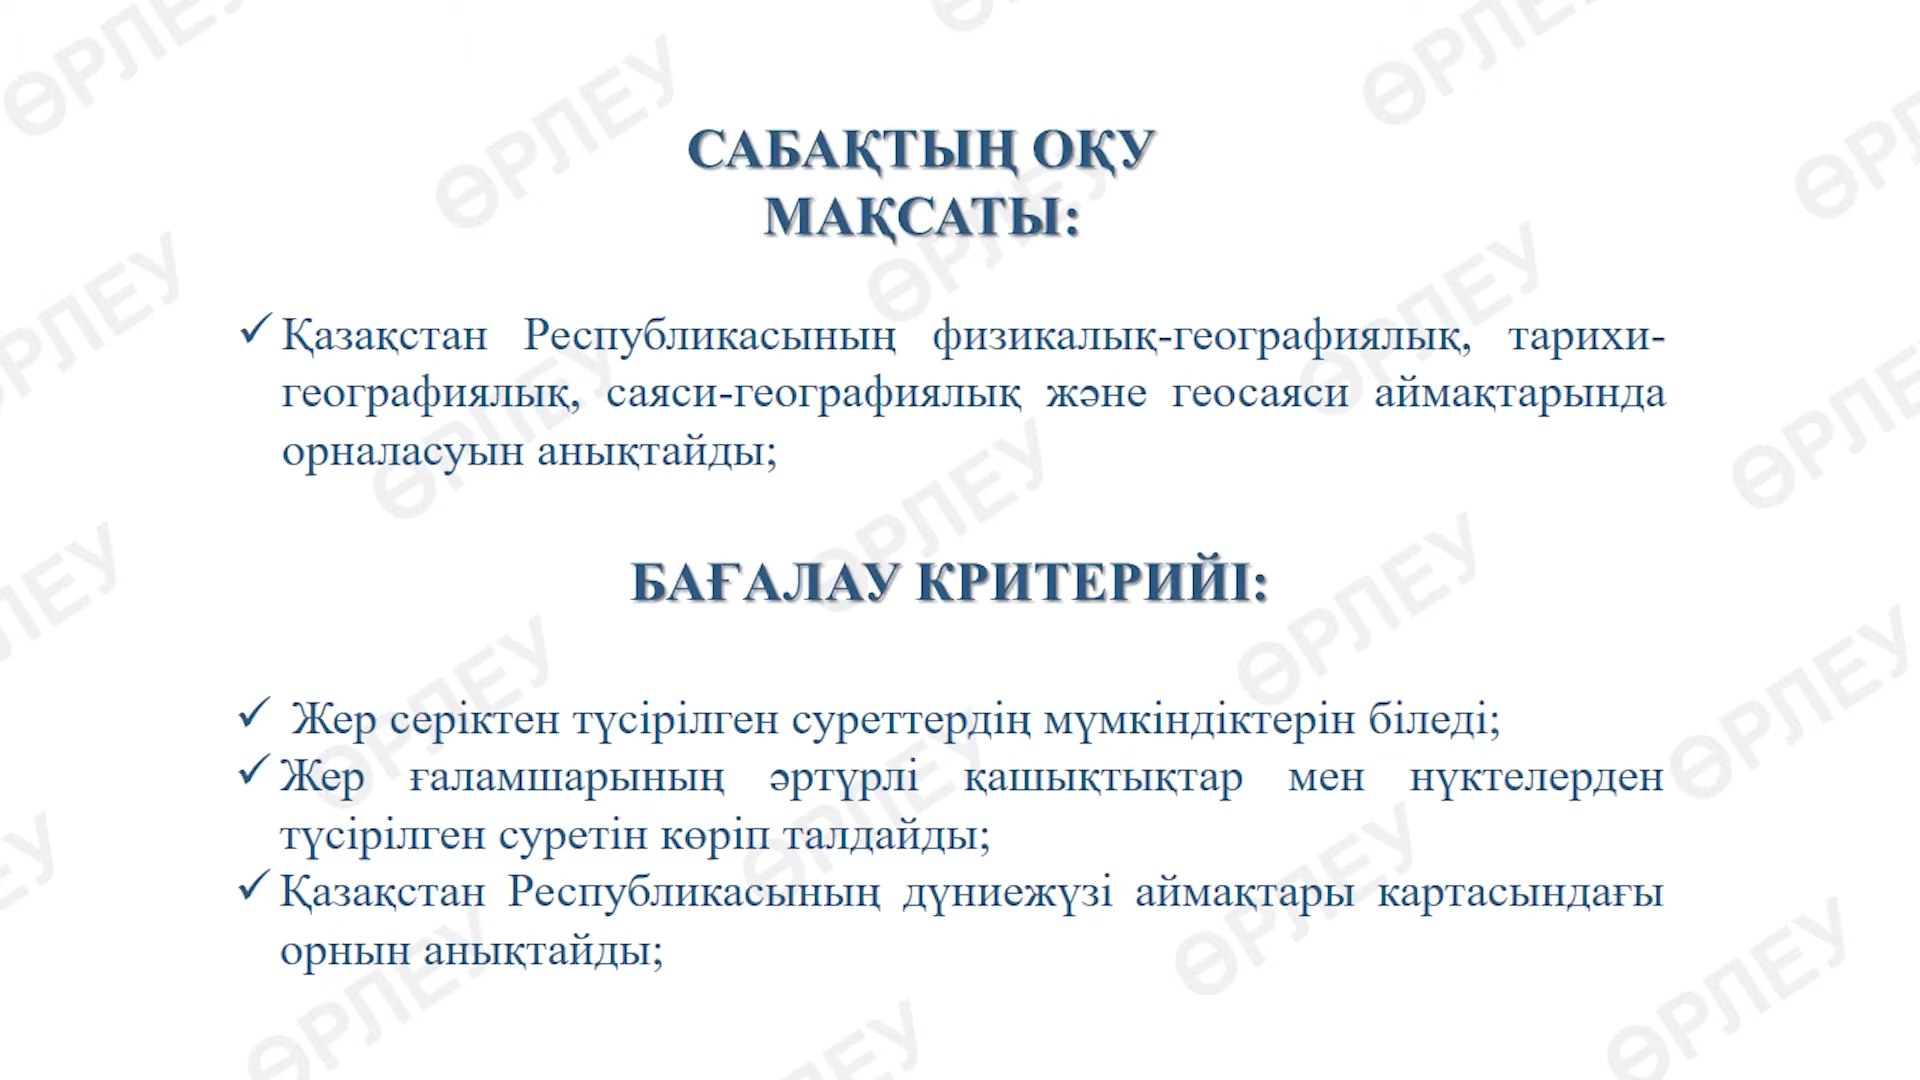 САБАҚТЫҢ ОҚУ
МАҚСАТЫ:
✓ Қазақстан Республикасының физикалық-географиялық, тарихи-
географиялық, саяси-географиялық және геосаяси аймақтарында
орналасуын анықтайды;
БАҒАЛАУ КРИТЕРИЙІ:
✓ Жер серіктен түсірілген суреттердің мүмкіндіктерін біледі;
✓ Жер ғаламшарының әртүрлі қашықтықтар мен нүктелерден
түсірілген суретін көріп талдайды;
✓ Қазақстан Республикасының дүниежүзі аймақтары картасындағы
орнын анықтайды;
ӨРЛЕУ